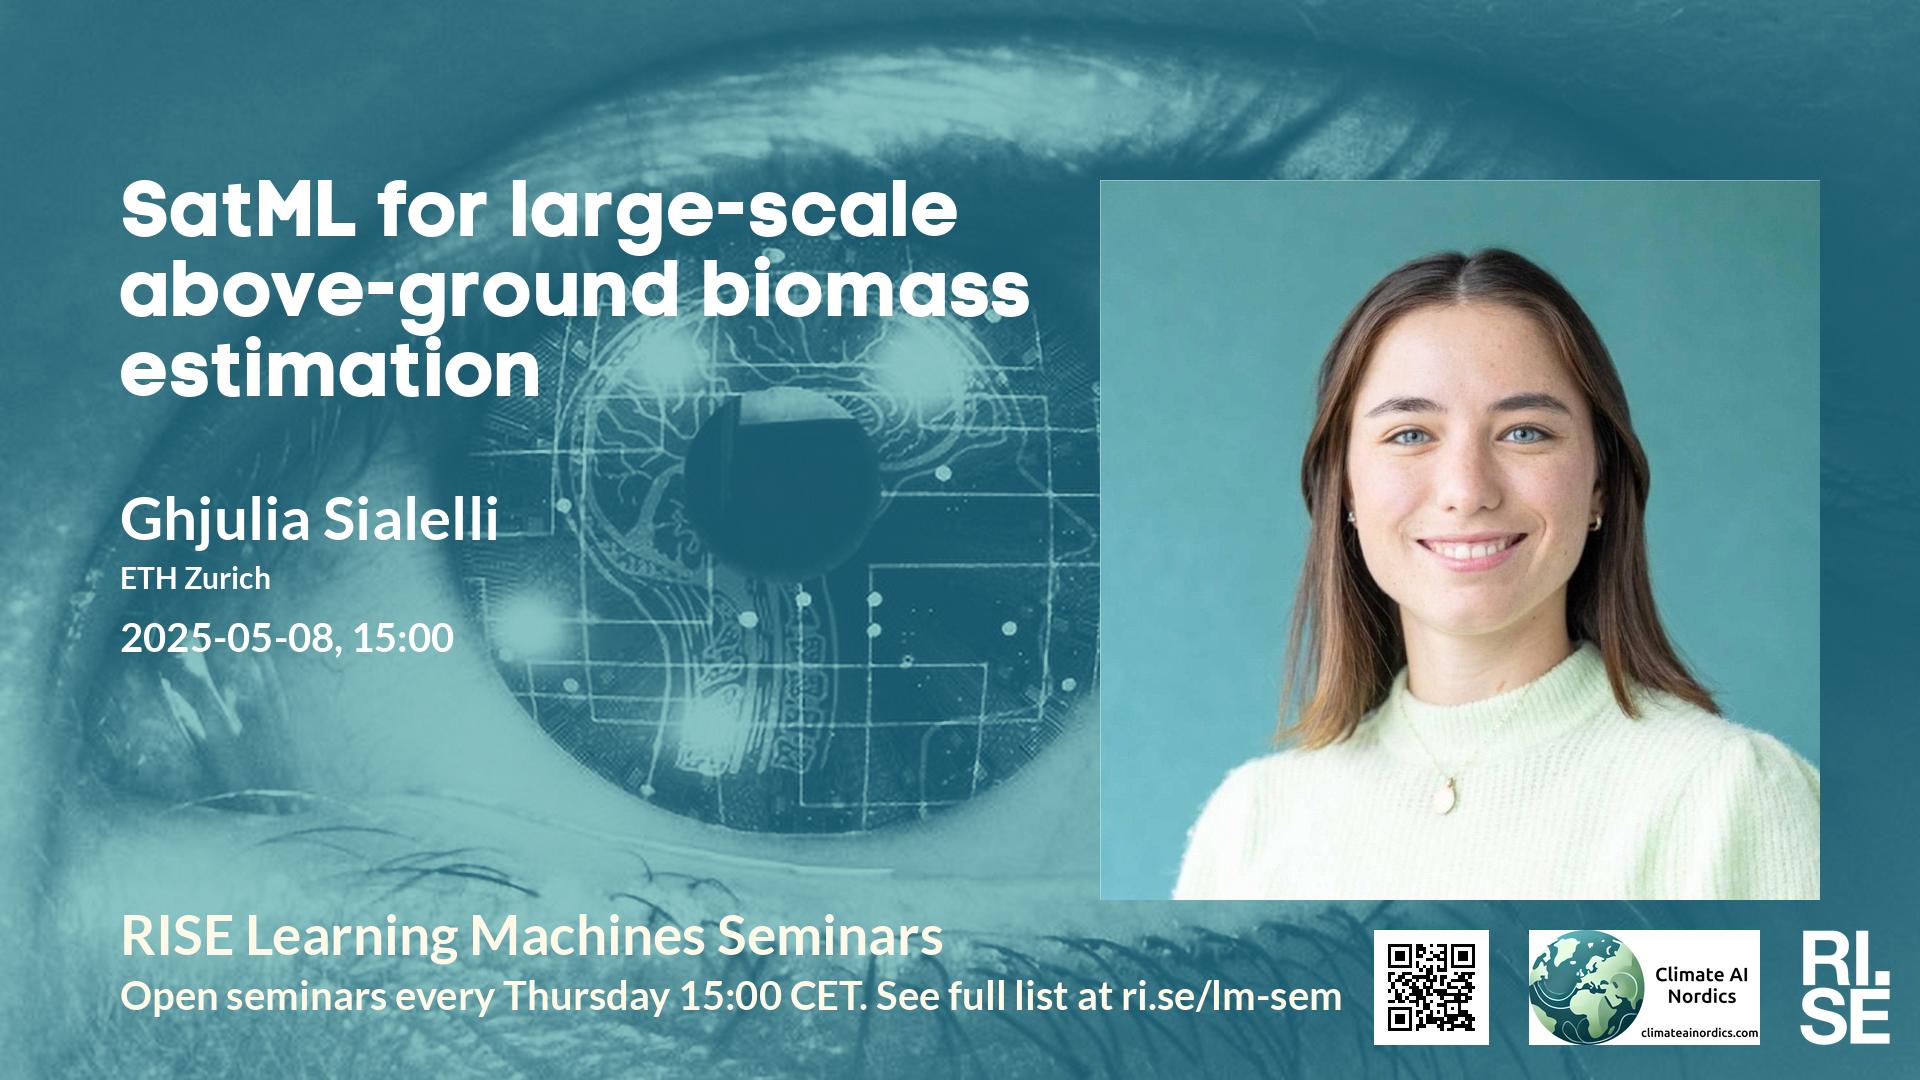 SatML for large-scale
above-ground biomass
estimation
Ghjulia Sialelli
ETH Zurich
2025-05-08, 15:00
RISE Learning Machines Seminars
Open seminars every Thursday 15:00 CET. See full list at ri.se/lm-sem
Climate AI
Nordics
climateainordics.com
RI.
SE